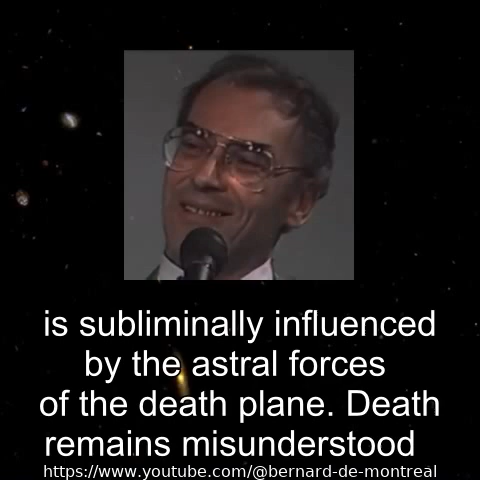 is subliminally influenced
by the astral forces
of the death plane. Death
remains misunderstood
https://www.youtube.com/@bernard-de-montreal